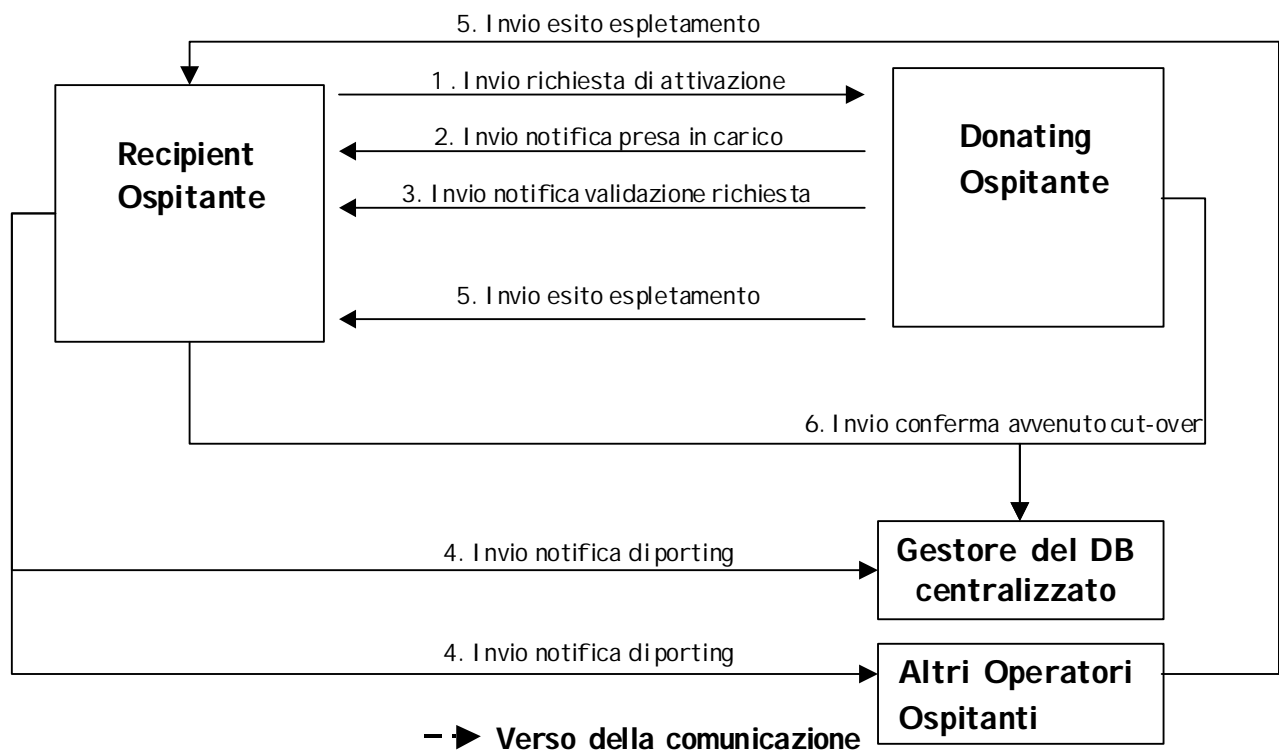 5. Invio esito espletamento
1. Invio richiesta di attivazione
Recipient
Ospitante
2. Invio notifica presa in carico
Donating
Ospitante
3. Invio notifica validazione richiesta
5. Invio esito espletamento
6. Invio conferma avvenuto cut-over
4. Invio notifica di porting
Gestore del DB
centralizzato
4. Invio notifica di porting
Altri Operatori
Ospitanti
Verso della comunicazione